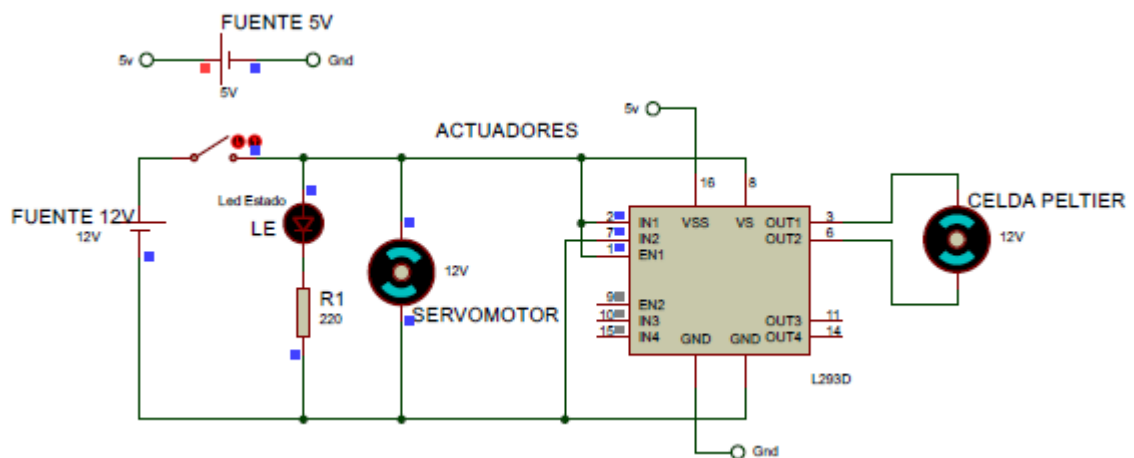 FUENTE 5V
5v
Gnd
5V
ACTUADORES
5v
16
8
Led Estado
LE
FUENTE 12V
12V
R1
220
12V
SERVOMOTOR
2 IN1 VSS VS OUT1 3
7 IN2 OUT2 6
1 EN1
9 EN2
10 IN3 OUT3 11
15 IN4 GND GND OUT4 14
L293D
CELDA PELTIER
12V
Gnd